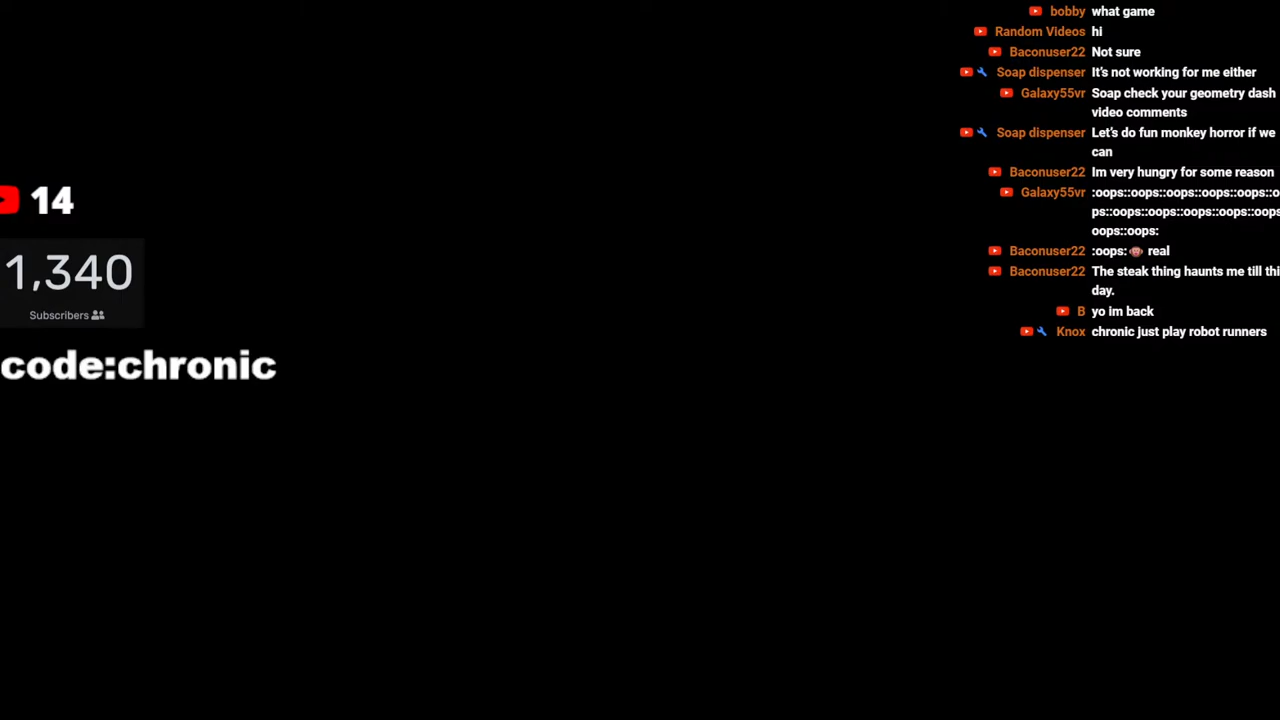 14
1,340
Subscribers
code:chronic
bobby what game
Random Videos hi
Baconuser22 Not sure
Soap dispenser It's not working for me either
Galaxy55vr Soap check your geometry dash
video comments
Soap dispenser Let's do fun monkey horror if we
can
Baconuser22 Im very hungry for some reason
Galaxy55vr :oops::oops::oops::oops::oops::o
ps::oops::oops::oops::oops::oops
oops::oops:
Baconuser22 :oops:🐵 real
Baconuser22 The steak thing haunts me till thi
day.
B yo im back
Knox chronic just play robot runners